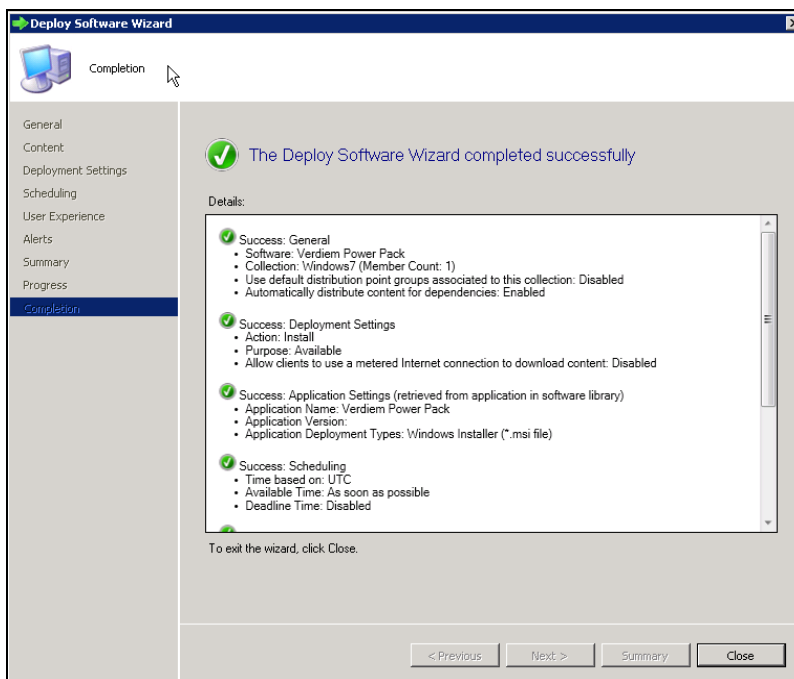 Deploy Software Wizard
Completion
General
Content
Deployment Settings
Scheduling
User Experience
Alerts
Summary
Progress
Completion
The Deploy Software Wizard completed successfully
Details:
Success: General
• Software: Verdiem Power Pack
• Collection: Windows7 (Member Count: 1)
• Use default distribution point groups associated to this collection: Disabled
• Automatically distribute content for dependencies: Enabled
Success: Deployment Settings
• Action: Install
• Purpose: Available
• Allow clients to use a metered Internet connection to download content: Disabled
Success: Application Settings (retrieved from application in software library)
• Application Name: Verdiem Power Pack
• Application Version:
• Application Deployment Types: Windows Installer (*.msi file)
Success: Scheduling
• Time based on: UTC
• Available Time: As soon as possible
• Deadline Time: Disabled
To exit the wizard, click Close.
< Previous
Next >
Summary
Close